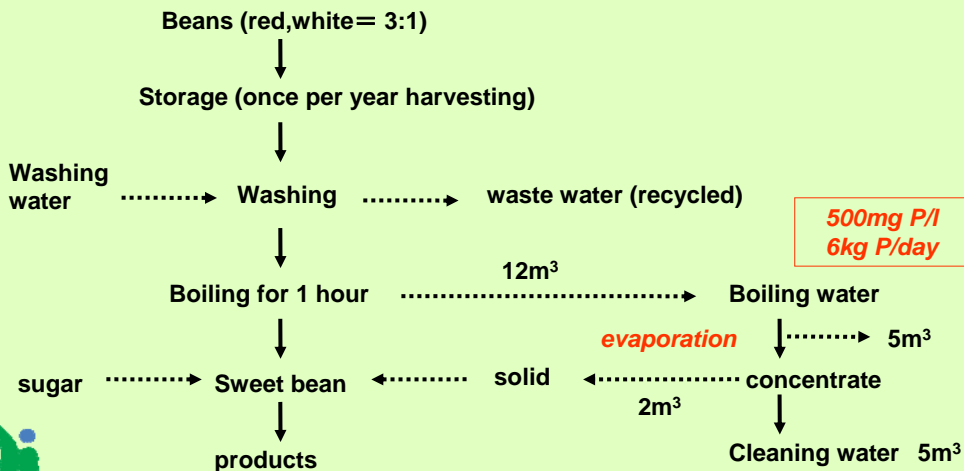 Beans (red,white＝ 3:1)
Storage (once per year harvesting)
Washing
water
Washing
waste water (recycled)
500mg P/l
6kg P/day
12m³
Boiling for 1 hour
Boiling water
evaporation
5m³
sugar
Sweet bean
solid
concentrate
2m³
Cleaning water 5m³
products